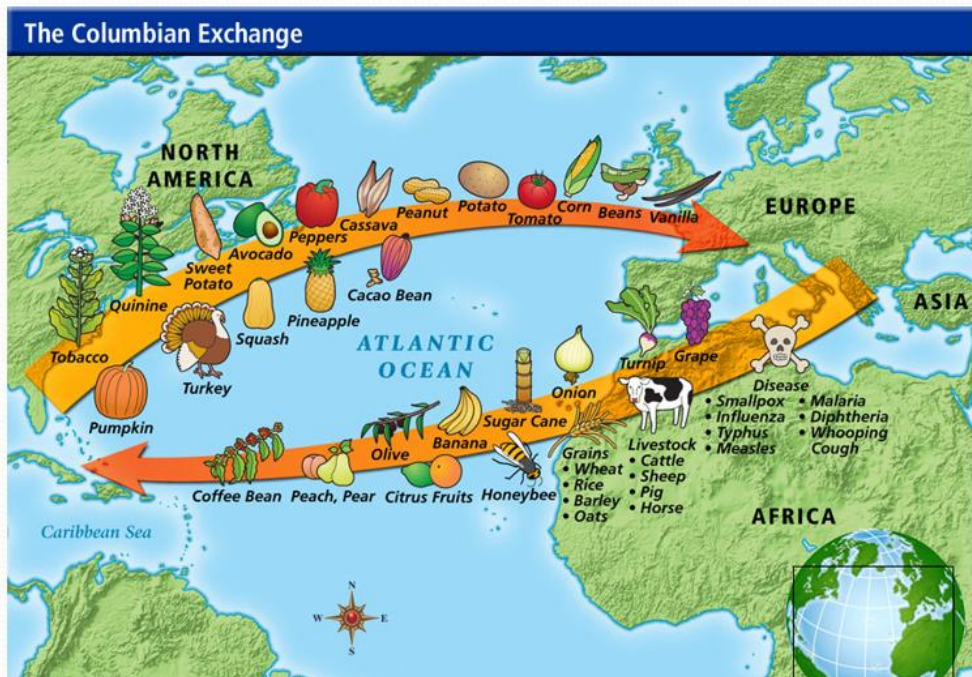 The Columbian Exchange
NORTH
AMERICA
EUROPE
ASIA
AFRICA
ATLANTIC
OCEAN
Caribbean Sea
Tobacco
Quinine
Sweet
Potato
Avocado
Peppers
Cassava
Peanut
Potato
Tomato
Corn
Beans
Vanilla
Pumpkin
Turkey
Squash
Pineapple
Cacao Bean
Coffee Bean
Peach, Pear
Olive
Citrus Fruits
Banana
Sugar Cane
Honeybee
Onion
Turnip
Grape
Grains
• Wheat
• Rice
• Barley
• Oats
Livestock
• Cattle
• Sheep
• Pig
• Horse
Disease
• Smallpox
• Influenza
• Typhus
• Measles
• Malaria
• Diphtheria
• Whooping
Cough
N
W
E
S